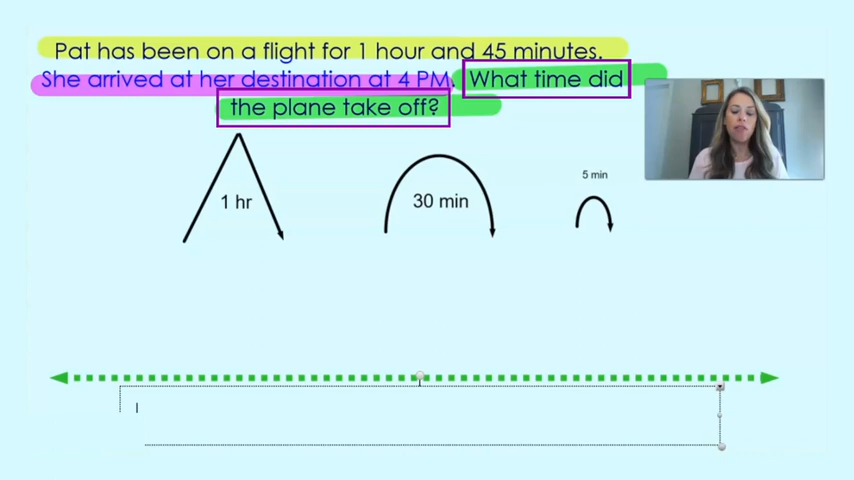 Pat has been on a flight for 1 hour and 45 minutes.
She arrived at her destination at 4 PM. What time did
the plane take off?
1 hr
30 min
5 min